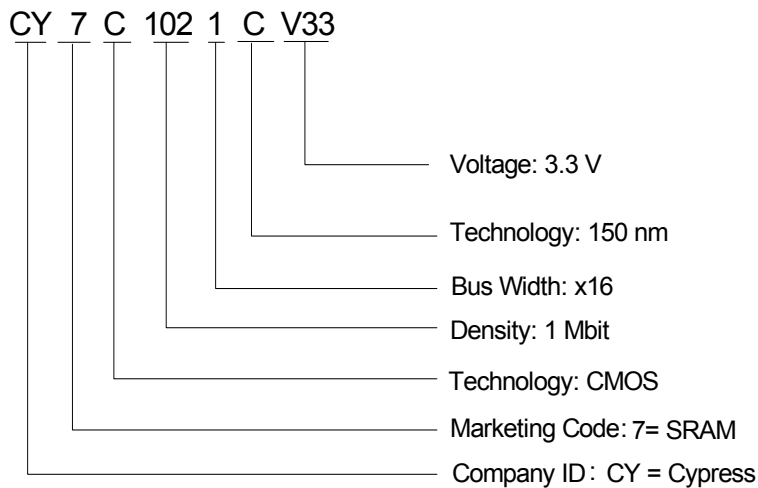 CY 7 C 102 1 C V33
Voltage: 3.3 V
Technology: 150 nm
Bus Width: x16
Density: 1 Mbit
Technology: CMOS
Marketing Code: 7= SRAM
Company ID: CY = Cypress